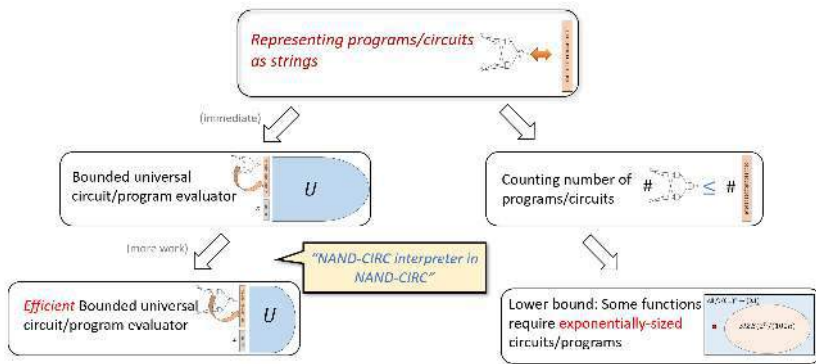 Representing programs/circuits
as strings
(immediate)
Bounded universal
circuit/program evaluator
U
Counting number of
programs/circuits
# ≤ #
(more work)
"NAND-CIRC interpreter in
NAND-CIRC"
Efficient Bounded universal
circuit/program evaluator
U
Lower bound: Some functions
require exponentially-sized
circuits/programs